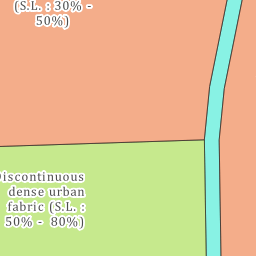 (S.L. : 30% -
50%)
Discontinuous
dense urban
fabric (S.L. :
50% - 80%)